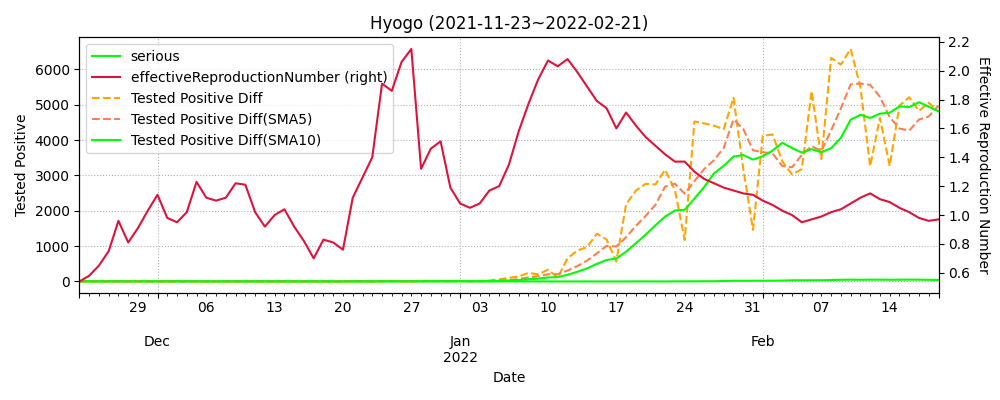 Hyogo (2021-11-23~2022-02-21)
serious
effectiveReproductionNumber (right)
Tested Positive Diff
Tested Positive Diff(SMA5)
Tested Positive Diff(SMA10)
Tested Positive
6000
5000
4000
3000
2000
1000
0
2.2
2.0
1.8
1.6
1.4
1.2
1.0
0.8
0.6
Effective Reproduction Number
29 06 13 20 27 03 10 17 24 31 07 14
Dec Jan Feb
2022
Date